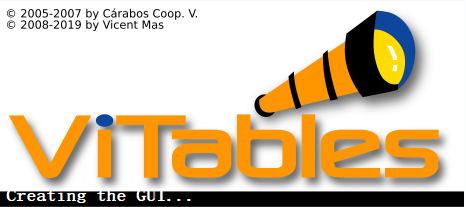 © 2005-2007 by Cárabos Coop. V.
© 2008-2019 by Vicent Mas
ViTables
Creating the GUI...